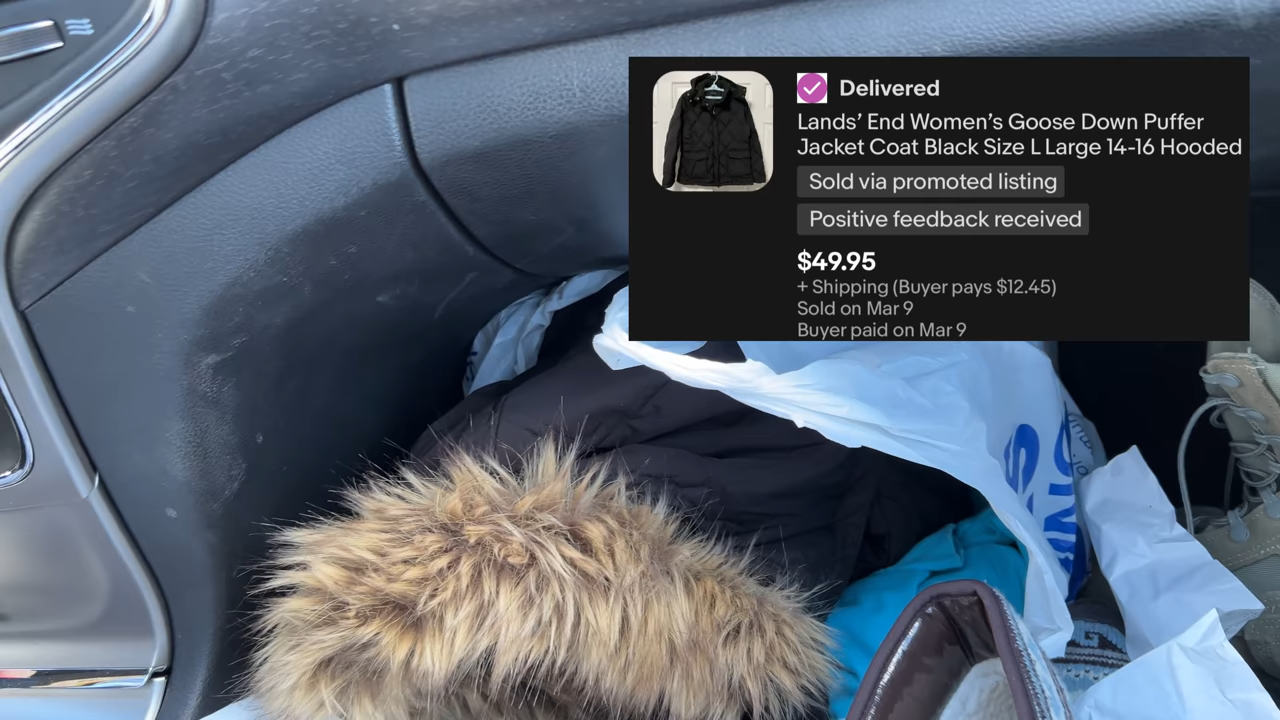 Delivered
Lands’ End Women’s Goose Down Puffer
Jacket Coat Black Size L Large 14-16 Hooded
Sold via promoted listing
Positive feedback received
$49.95
+ Shipping (Buyer pays $12.45)
Sold on Mar 9
Buyer paid on Mar 9